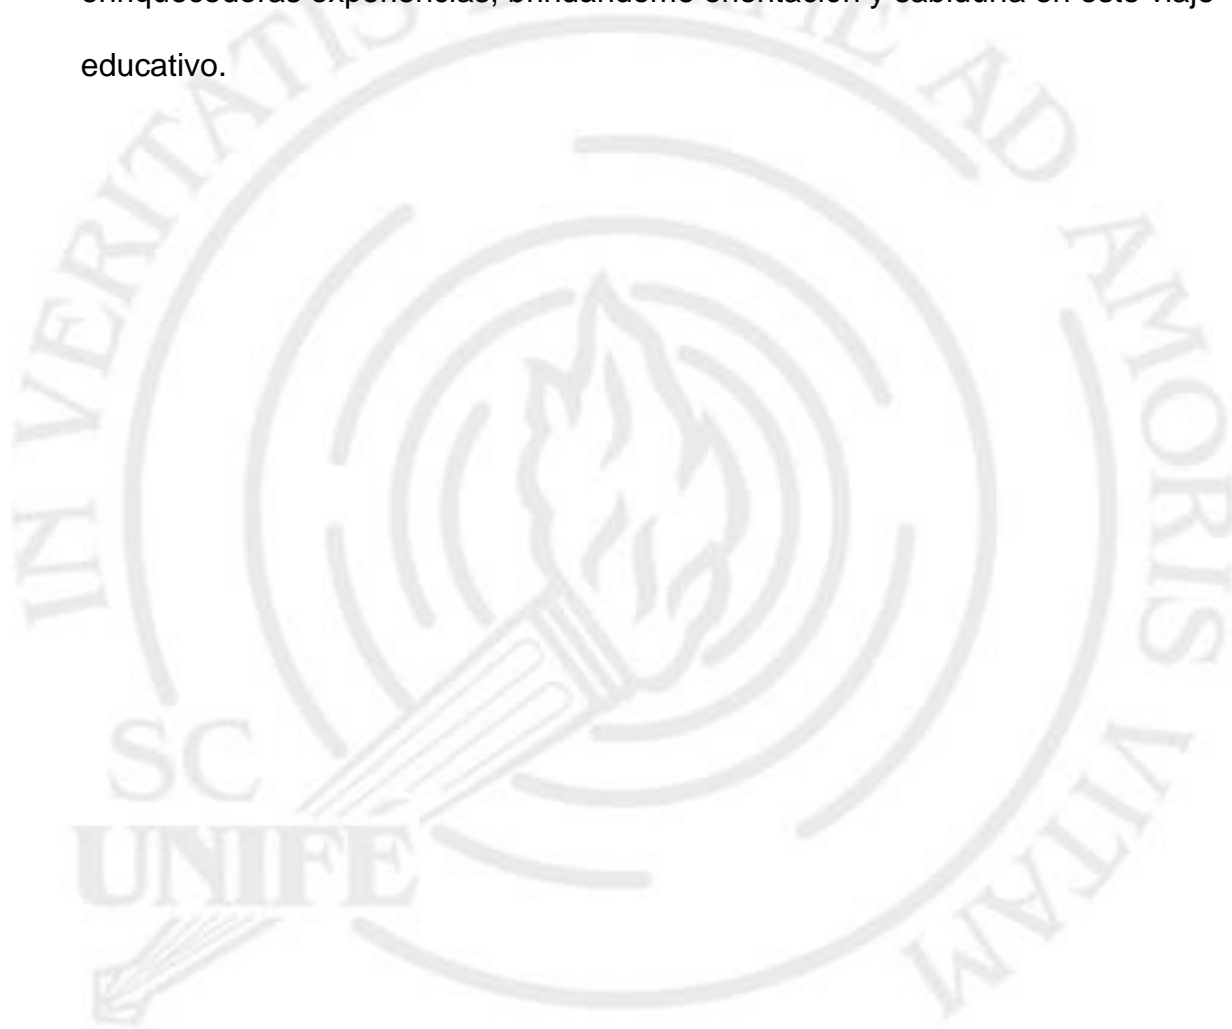 enriquecedoras experiencias, brindándome orientación y sabiduría en este viaje
educativo.
IN VERITATIS AD AMORIS VITAM
SC
UNIFE